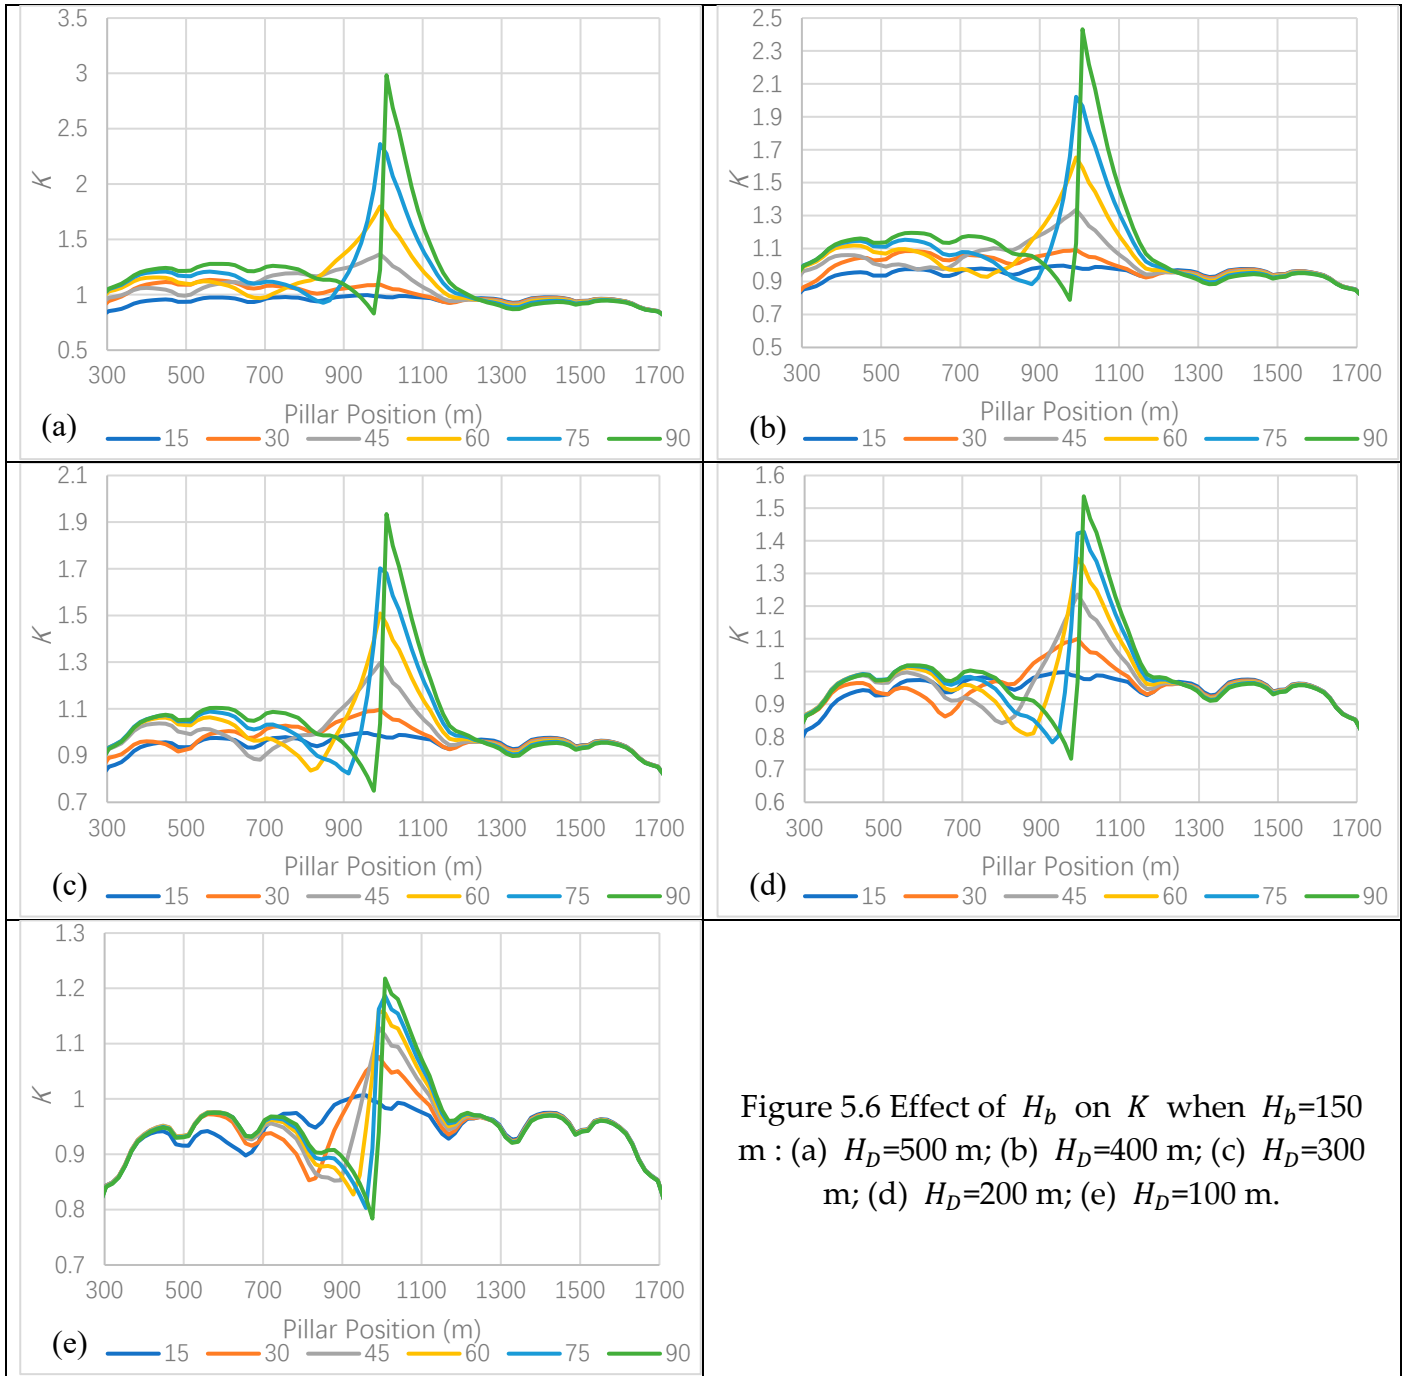 3.5
3
2.5
2
1.5
1
0.5
K
300 500 700 900 1100 1300 1500 1700
Pillar Position (m)
(a)
15 30 45 60 75 90
2.5
2.3
2.1
1.9
1.7
1.5
1.3
1.1
0.9
0.7
0.5
K
300 500 700 900 1100 1300 1500 1700
Pillar Position (m)
(b)
15 30 45 60 75 90
2.1
1.9
1.7
1.5
1.3
1.1
0.9
0.7
K
300 500 700 900 1100 1300 1500 1700
Pillar Position (m)
(c)
15 30 45 60 75 90
1.6
1.5
1.4
1.3
1.2
1.1
1
0.9
0.8
0.7
0.6
K
300 500 700 900 1100 1300 1500 1700
Pillar Position (m)
(d)
15 30 45 60 75 90
1.3
1.2
1.1
1
0.9
0.8
0.7
K
300 500 700 900 1100 1300 1500 1700
Pillar Position (m)
(e)
15 30 45 60 75 90
Figure 5.6 Effect of H_b on K when H_b=150
m : (a) H_D=500 m; (b) H_D=400 m; (c) H_D=300
m; (d) H_D=200 m; (e) H_D=100 m.